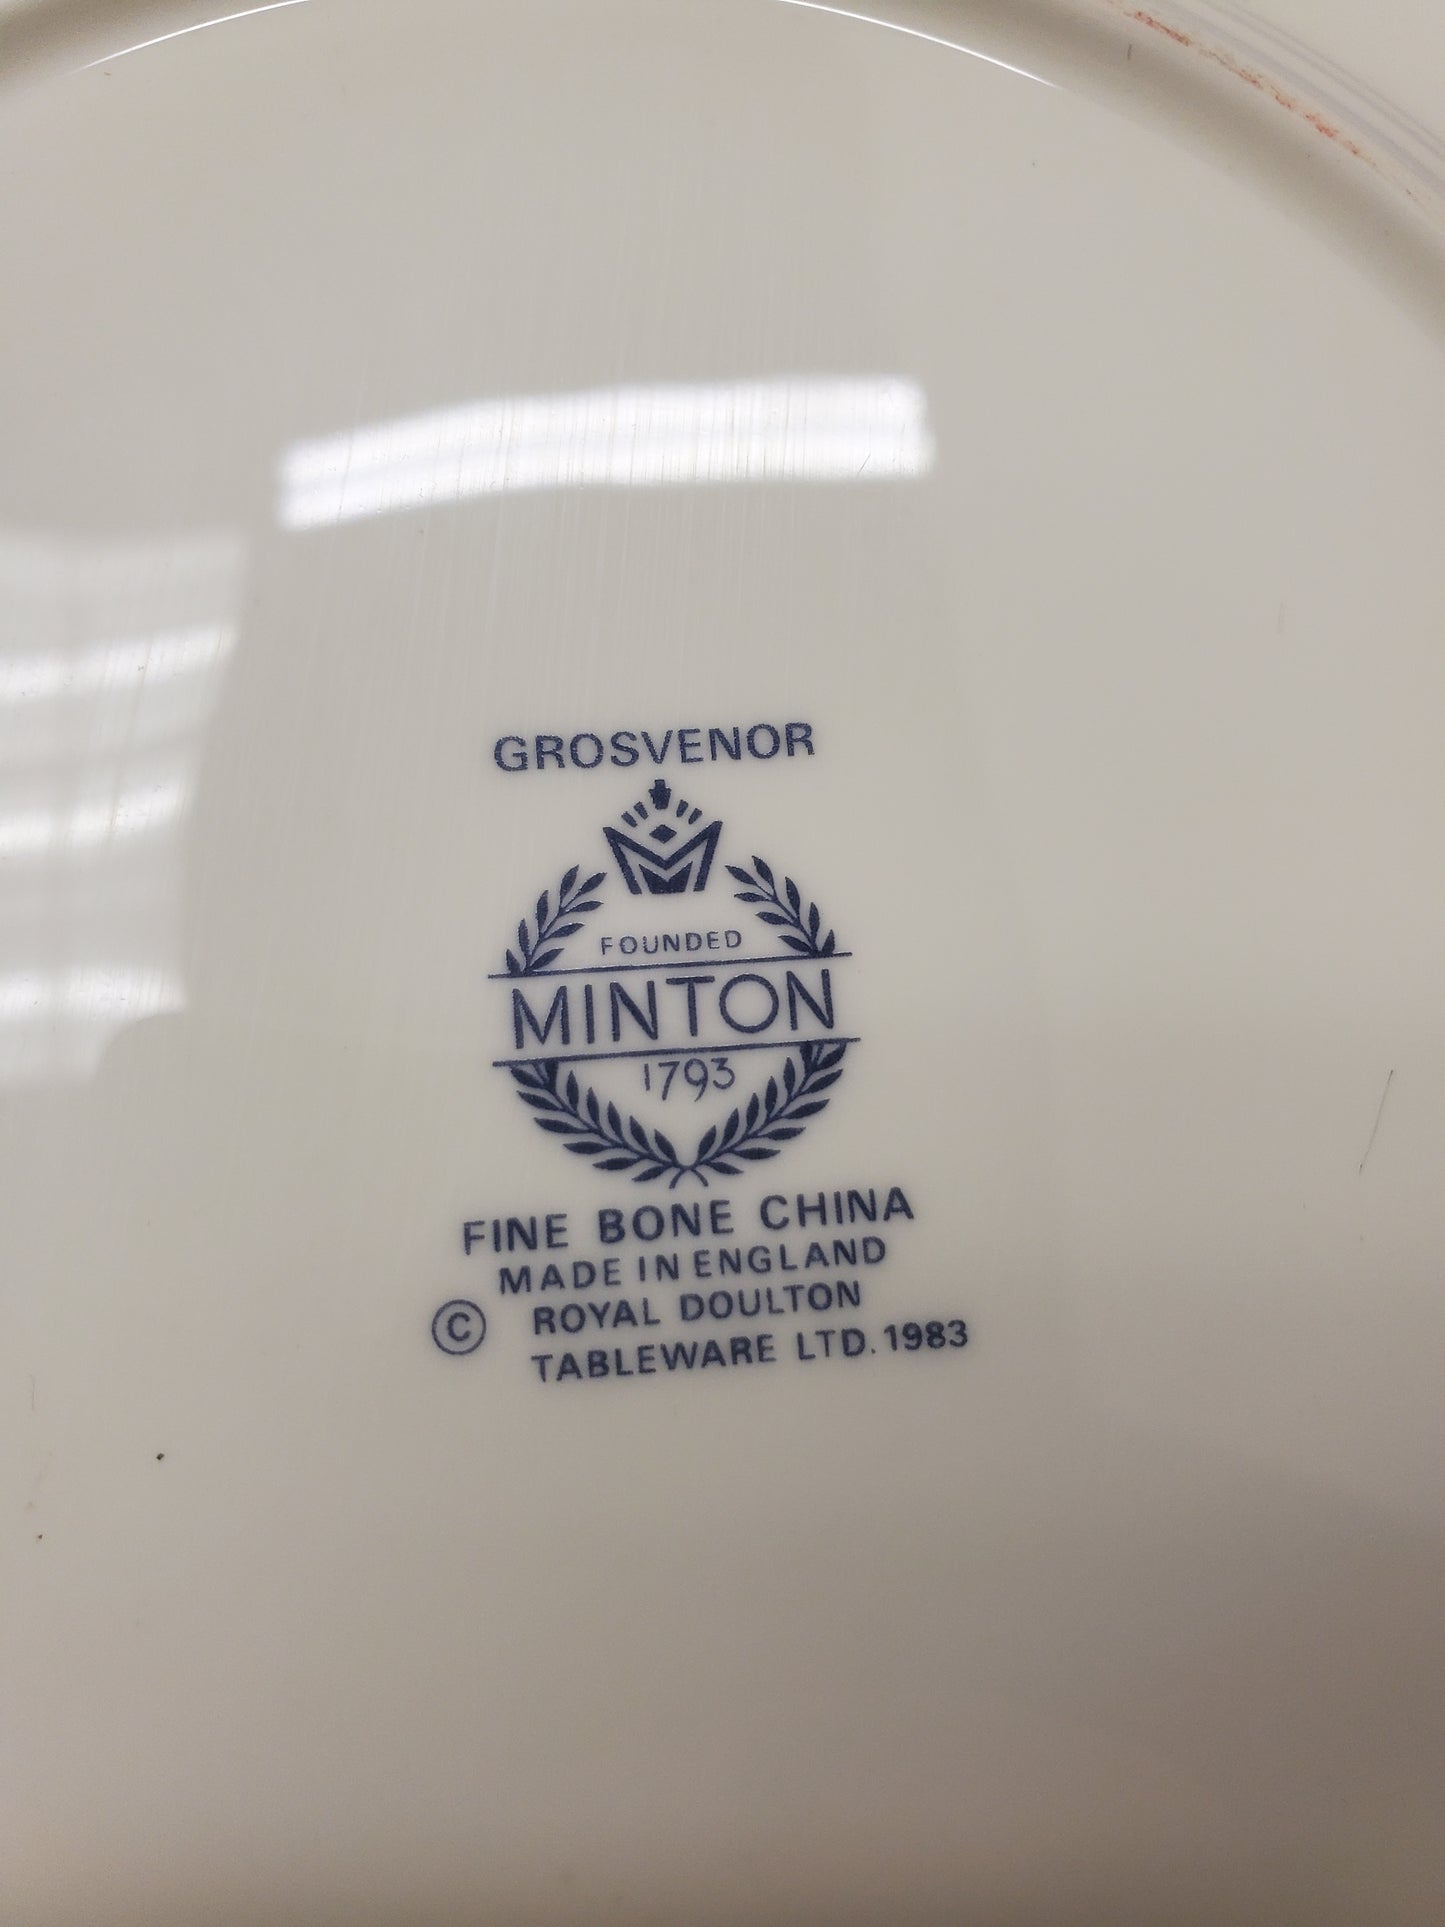 GROSVENOR
FOUNDED
MINTON
1793
FINE BONE CHINA
MADE IN ENGLAND
© ROYAL DOULTON
TABLEWARE LTD. 1983